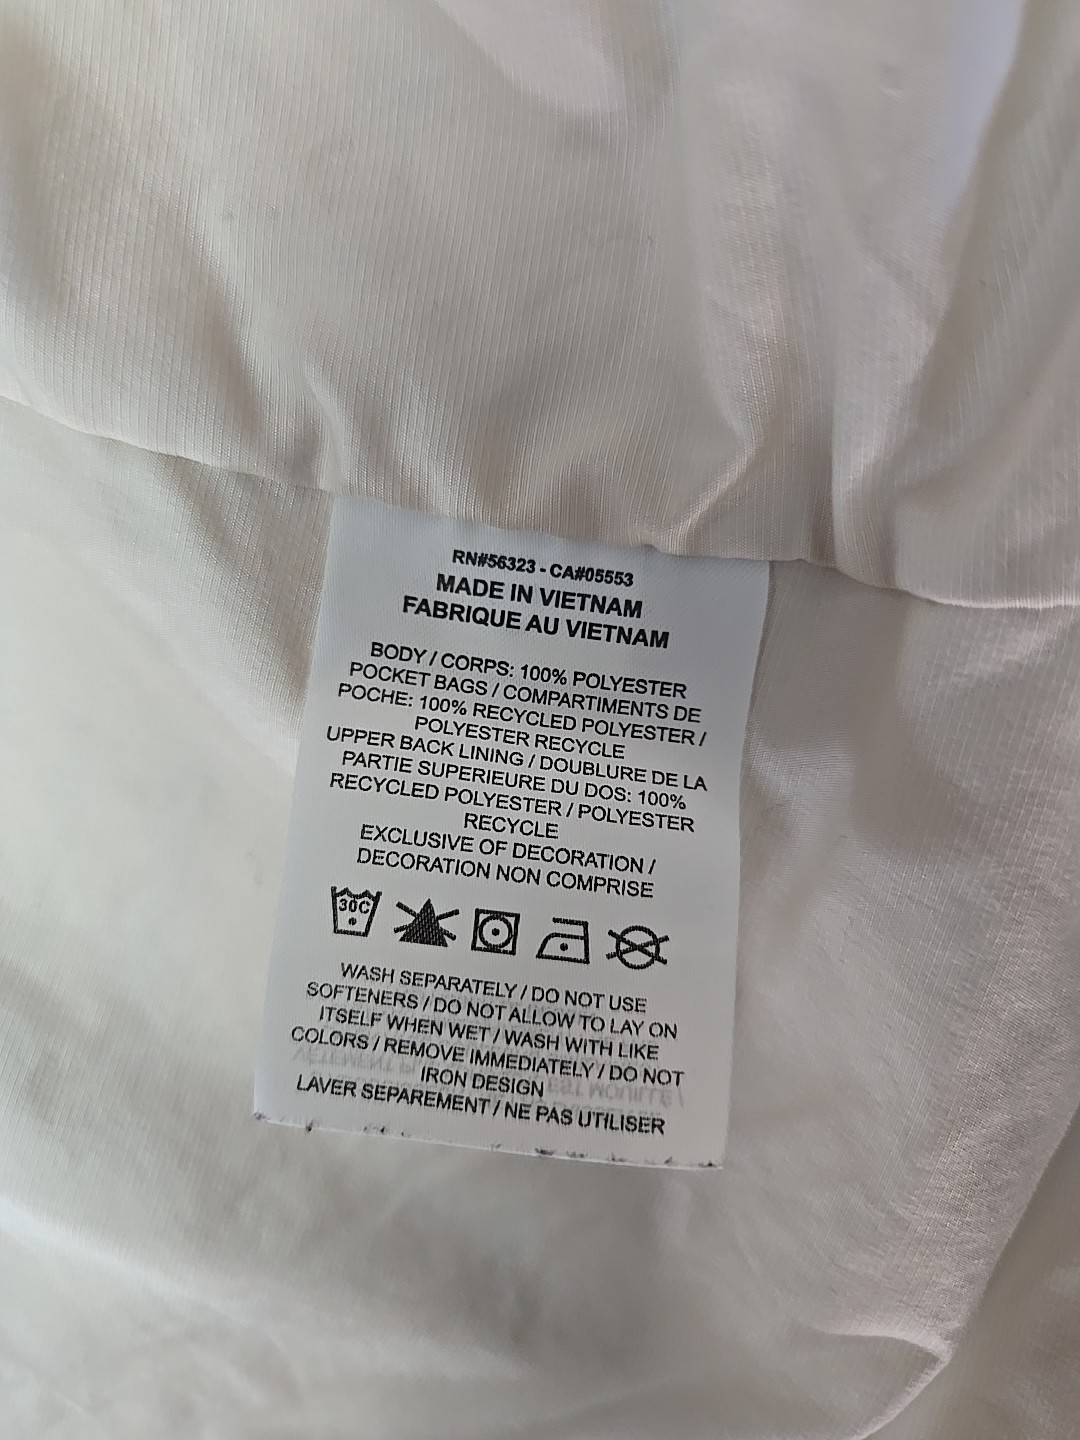 RN#56323 - CA#05553
MADE IN VIETNAM
FABRIQUE AU VIETNAM
BODY / CORPS: 100% POLYESTER
POCKET BAGS / COMPARTIMENTS DE
POCHE: 100% RECYCLED POLYESTER /
POLYESTER RECYCLE
UPPER BACK LINING / DOUBLURE DE LA
PARTIE SUPERIEURE DU DOS: 100%
RECYCLED POLYESTER / POLYESTER
RECYCLE
EXCLUSIVE OF DECORATION /
DECORATION NON COMPRISE
30C
WASH SEPARATELY / DO NOT USE
SOFTENERS / DO NOT ALLOW TO LAY ON
ITSELF WHEN WET / WASH WITH LIKE
COLORS / REMOVE IMMEDIATELY / DO NOT
IRON DESIGN
LAVER SEPAREMENT / NE PAS UTILISER